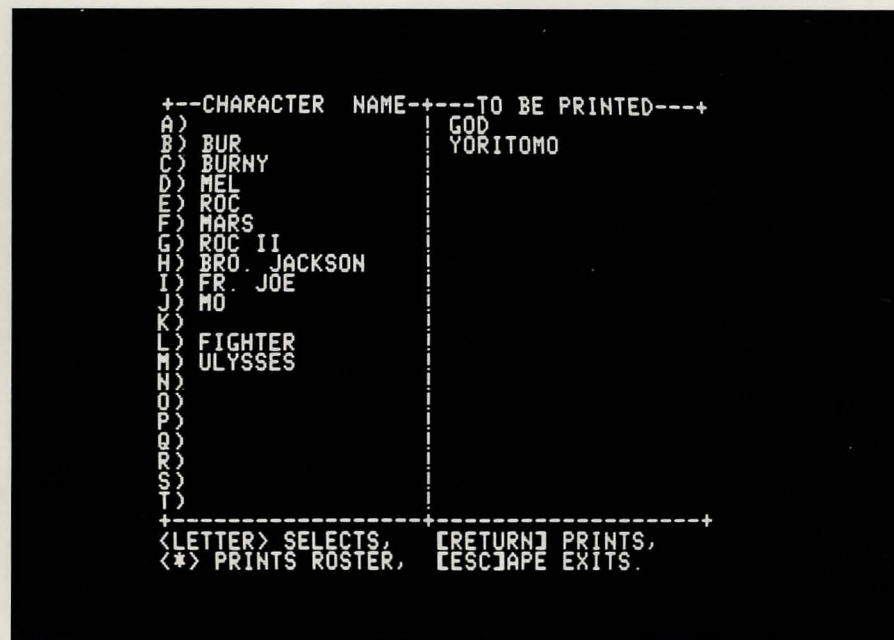 +--CHARACTER  NAME-+---TO BE PRINTED---+
A)                 ! GOD
B) BUR             ! YORITOMO
C) BURNY           !
D) MEL             !
E) ROC             !
F) MARS            !
G) ROC II          !
H) BRO. JACKSON    !
I) FR. JOE         !
J) MO              !
K)                 !
L) FIGHTER         !
M) ULYSSES         !
N)                 !
O)                 !
P)                 !
Q)                 !
R)                 !
S)                 !
T)                 !
+------------------+-------------------+
<LETTER> SELECTS,  [RETURN] PRINTS,
<*> PRINTS ROSTER, [ESC]APE EXITS.